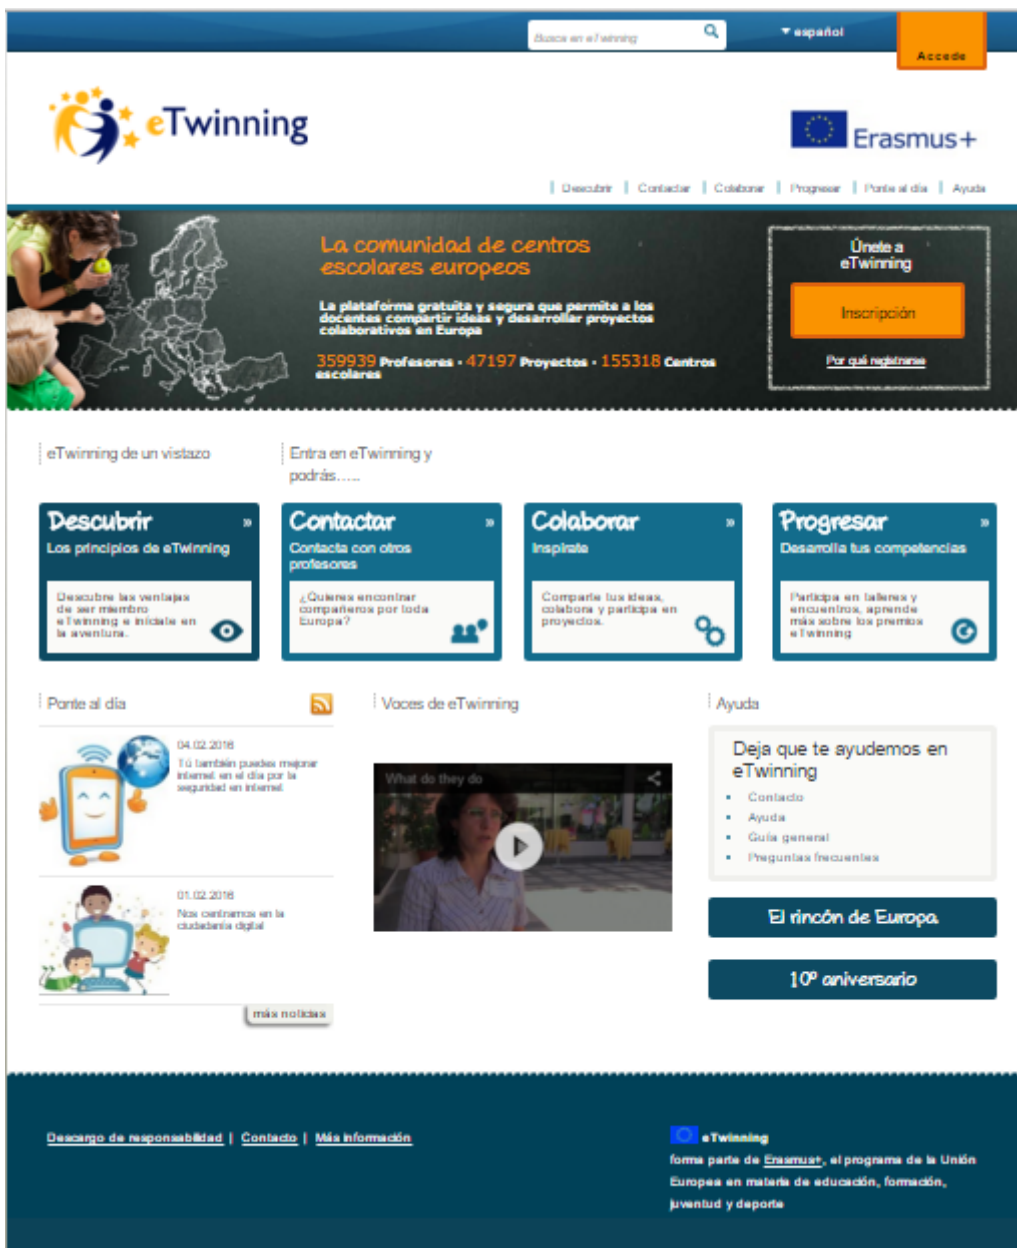 Busca en eTwinning
español
Accede
eTwinning
Erasmus+
Descubrir | Contactar | Colaborar | Progresar | Ponte al día | Ayuda
La comunidad de centros
escolares europeos
La plataforma gratuita y segura que permite a los
docentes compartir ideas y desarrollar proyectos
colaborativos en Europa
359939 Profesores - 47197 Proyectos - 155318 Centros
escolares
Únete a
eTwinning
Inscripción
Por qué registrarse
eTwinning de un vistazo
Entra en eTwinning y
podrás.....
Descubrir »
Los principios de eTwinning
Descubre las ventajas
de ser miembro
eTwinning e iníciate en
la aventura.
Contactar »
Contacta con otros
profesores
¿Quieres encontrar
compañeros por toda
Europa?
Colaborar »
Inspírate
Comparte tus ideas,
colabora y participa en
proyectos.
Progresar »
Desarrolla tus competencias
Participa en talleres y
encuentros, aprende
más sobre los premios
eTwinning
Ponte al día
04.02.2016
Tú también puedes mejorar
internet en el día por la
seguridad en internet
01.02.2016
Nos centramos en la
ciudadanía digital
más noticias
Voces de eTwinning
What do they do
Ayuda
Deja que te ayudemos en
eTwinning
Contacto
Ayuda
Guía general
Preguntas frecuentes
El rincón de Europa
10º aniversario
Descargo de responsabilidad | Contacto | Más información
eTwinning
forma parte de Erasmus+, el programa de la Unión
Europea en materia de educación, formación,
juventud y deporte